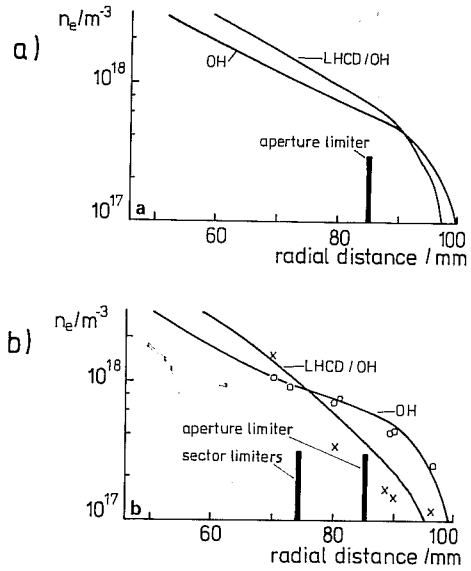 a)
nₑ/m⁻³
10¹⁸
10¹⁷
OH
LHCD/OH
aperture limiter
a
60
80
100
radial distance /mm
b)
nₑ/m⁻³
10¹⁸
10¹⁷
LHCD/OH
OH
aperture limiter
sector limiters
b
60
80
100
radial distance /mm